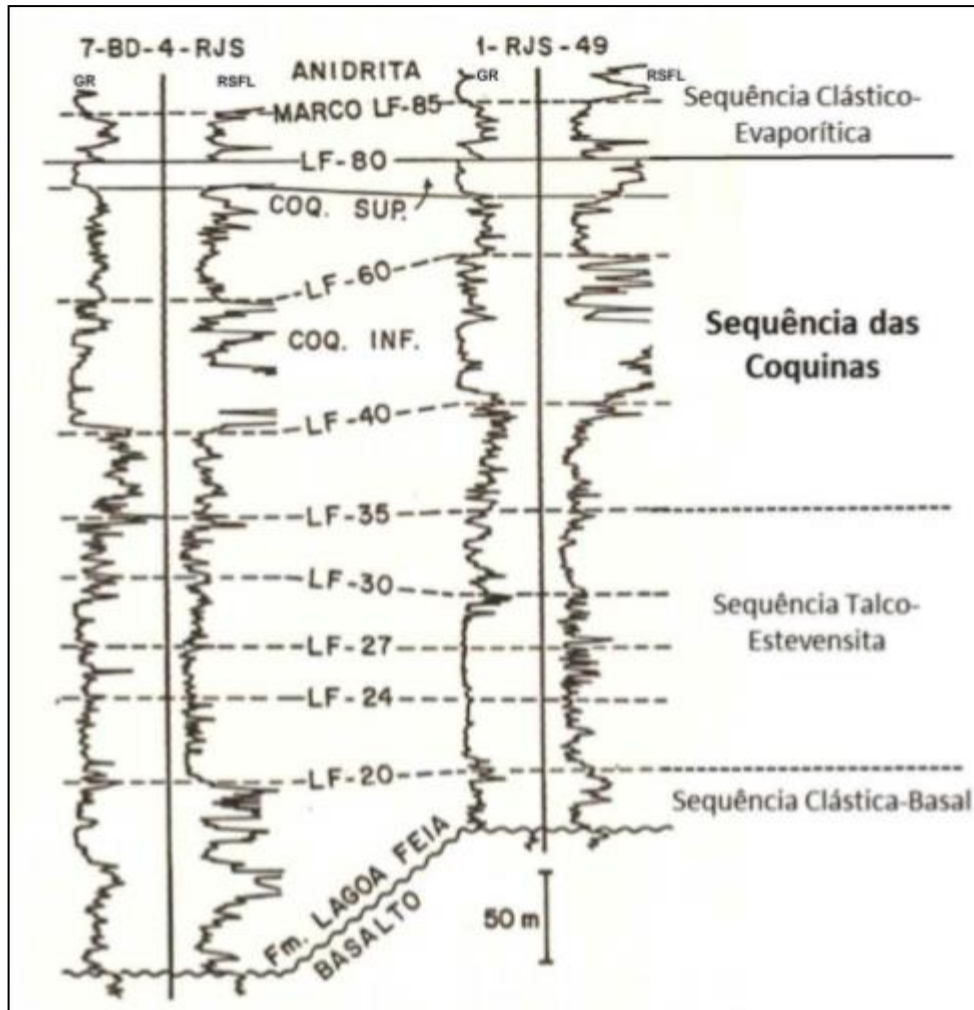 7-BD-4-RJS
1-RJS-49
GR
RSFL
ANIDRITA
GR
RSFL
MARCO LF-85
Sequência Clástico-
Evaporítica
LF-80
COQ. SUP.
LF-60
COQ. INF.
Sequência das
Coquinas
LF-40
LF-35
LF-30
Sequência Talco-
Estevensita
LF-27
LF-24
LF-20
Sequência Clástica-Basal
Fm. LAGOA FEIA
BASALTO
50 m